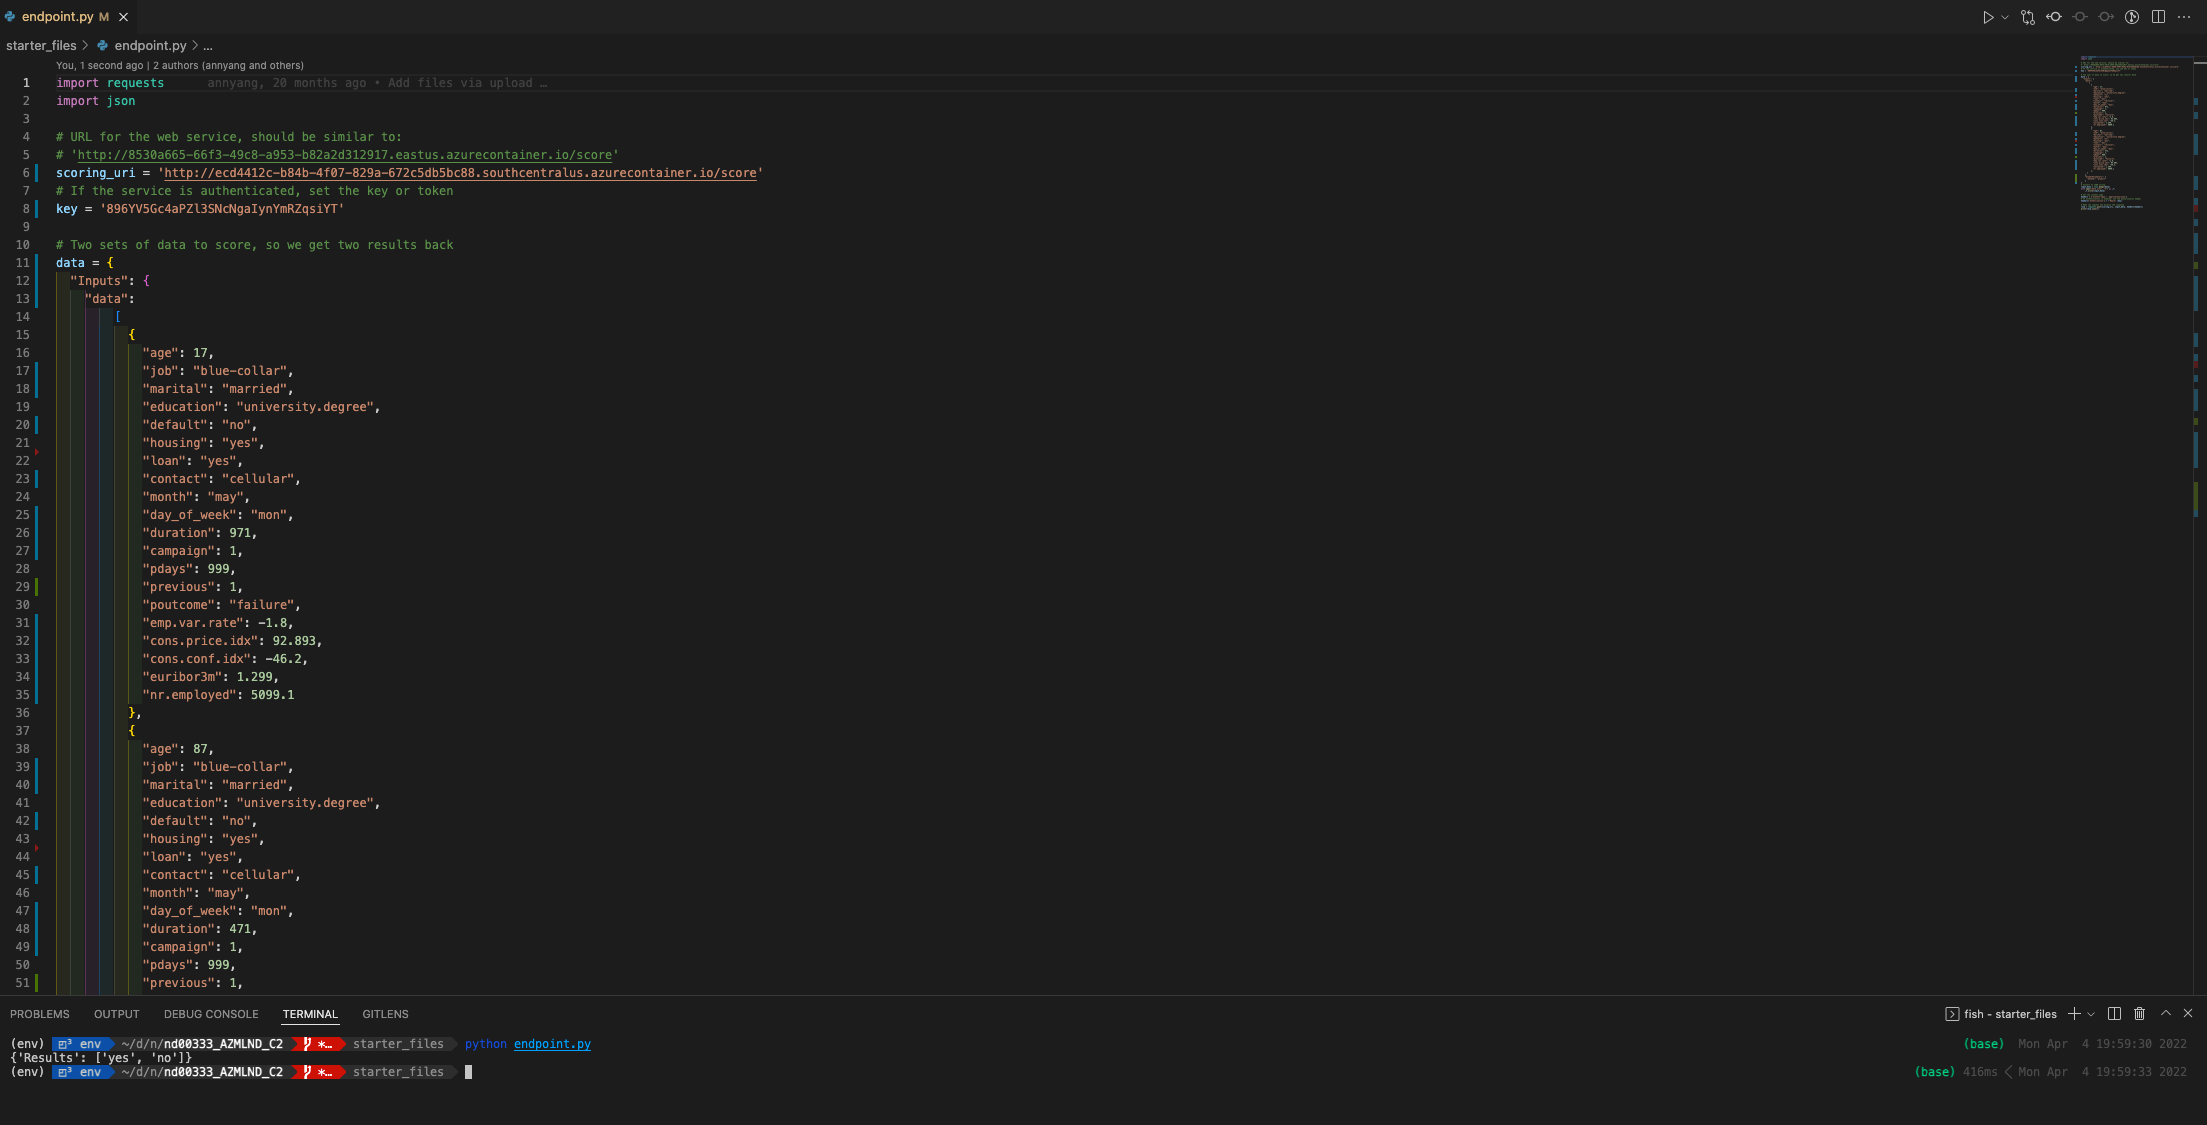 endpoint.py M
starter_files > endpoint.py > ...
You, 1 second ago | 2 authors (annyang and others)
1 import requests annyang, 20 months ago • Add files via upload …
2 import json
3
4 # URL for the web service, should be similar to:
5 # 'http://8530a665-66f3-49c8-a953-b82a2d312917.eastus.azurecontainer.io/score'
6 scoring_uri = 'http://ecd4412c-b84b-4f07-829a-672c5db5bc88.southcentralus.azurecontainer.io/score'
7 # If the service is authenticated, set the key or token
8 key = '896YV5Gc4aPZl3SNcNgaIynYmRZqsiYT'
9
10 # Two sets of data to score, so we get two results back
11 data = {
12 "Inputs": {
13 "data":
14 [
15 {
16 "age": 17,
17 "job": "blue-collar",
18 "marital": "married",
19 "education": "university.degree",
20 "default": "no",
21 "housing": "yes",
22 "loan": "yes",
23 "contact": "cellular",
24 "month": "may",
25 "day_of_week": "mon",
26 "duration": 971,
27 "campaign": 1,
28 "pdays": 999,
29 "previous": 1,
30 "poutcome": "failure",
31 "emp.var.rate": -1.8,
32 "cons.price.idx": 92.893,
33 "cons.conf.idx": -46.2,
34 "euribor3m": 1.299,
35 "nr.employed": 5099.1
36 },
37 {
38 "age": 87,
39 "job": "blue-collar",
40 "marital": "married",
41 "education": "university.degree",
42 "default": "no",
43 "housing": "yes",
44 "loan": "yes",
45 "contact": "cellular",
46 "month": "may",
47 "day_of_week": "mon",
48 "duration": 471,
49 "campaign": 1,
50 "pdays": 999,
51 "previous": 1,
PROBLEMS OUTPUT DEBUG CONSOLE TERMINAL GITLENS fish - starter_files
(env) env ~/d/n/nd00333_AZMLND_C2 *… starter_files python endpoint.py (base) Mon Apr 4 19:59:30 2022
{'Results': ['yes', 'no']}
(env) env ~/d/n/nd00333_AZMLND_C2 *… starter_files (base) 416ms < Mon Apr 4 19:59:33 2022